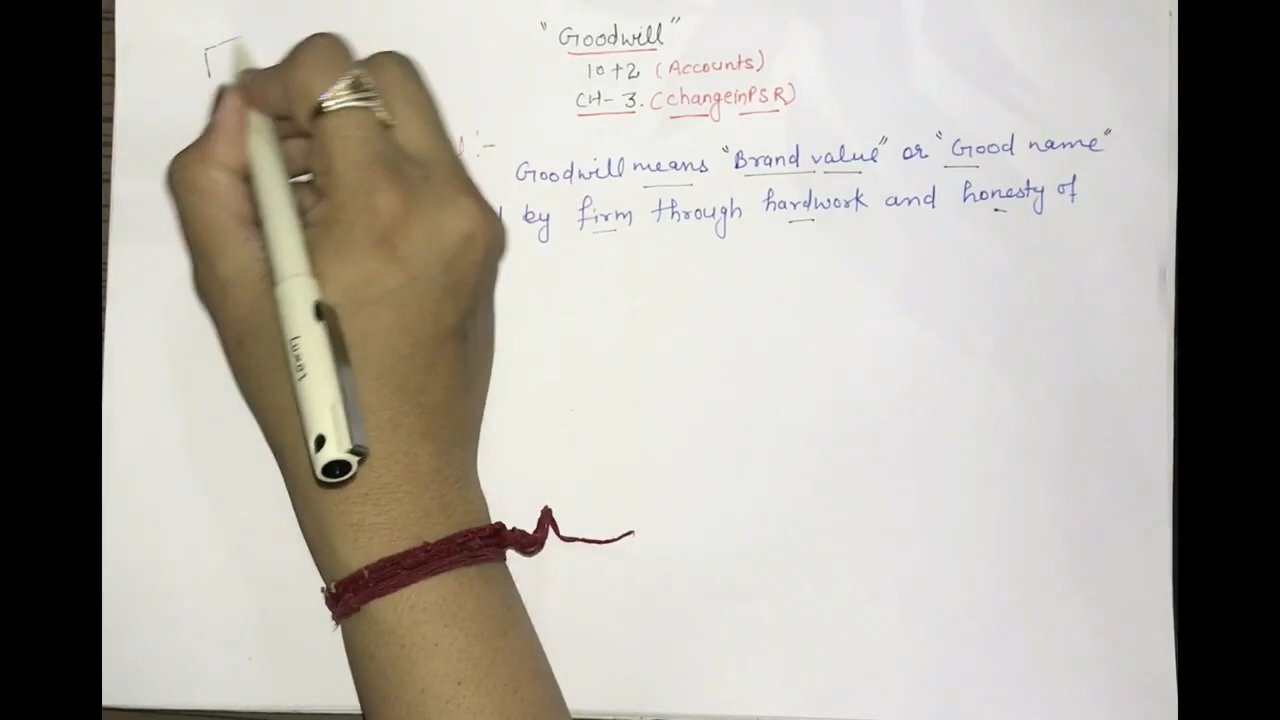 "Goodwill"
10+2 (Accounts)
CH-3. (change in PSR)
:-
Goodwill means "Brand value" or "Good name"
by firm through hardwork and honesty of
Luxor